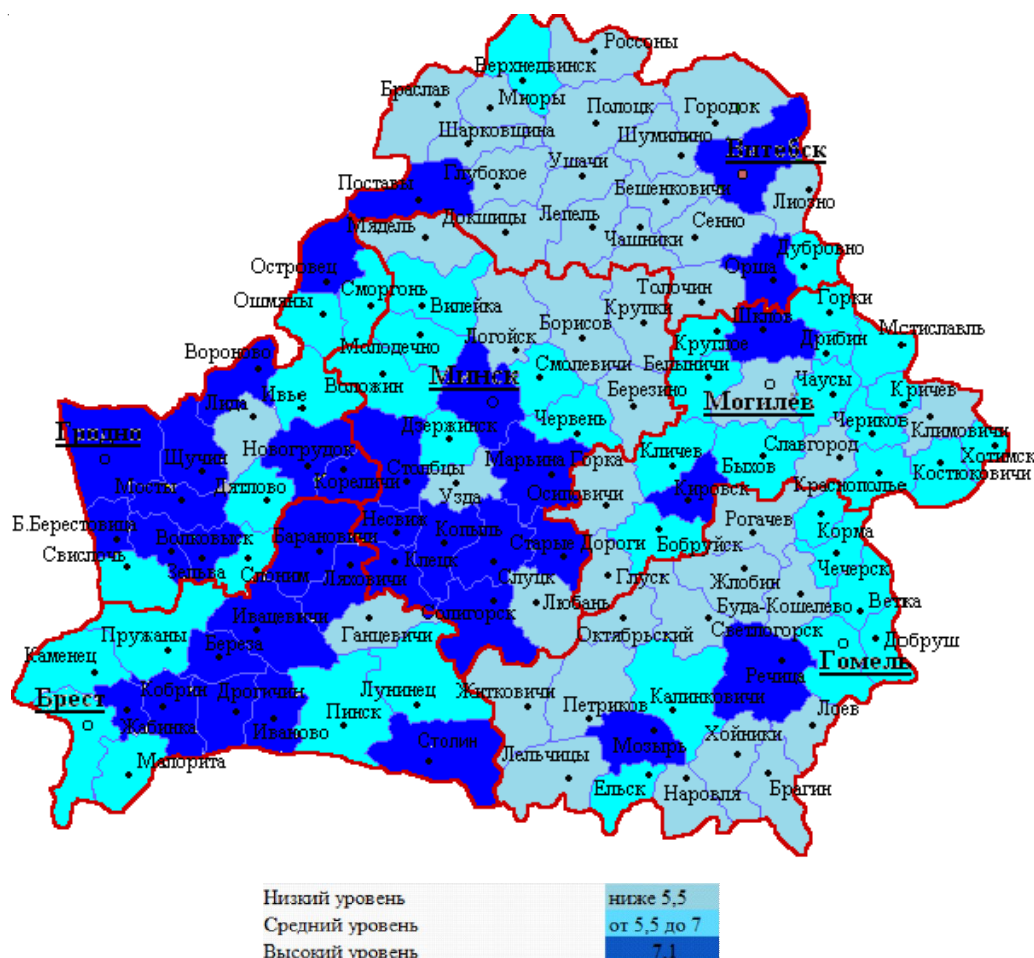 Россоны
Верхнедвинск
Браслав
Миоры
Полоцк
Городок
Шарковщина
Шумилино
Витебск
Ушачи
Поставы
Глубокое
Бешенковичи
Лиозно
Докшицы
Лепель
Сенно
Мядель
Чашники
Дубровно
Островец
Орша
Сморгонь
Толочин
Ошмяны
Вилейка
Крупки
Горки
Борисов
Шклов
Мстиславль
Логойск
Круглое
Дрибин
Молодечно
Вороново
Смолевичи
Белыничи
Воложин
Минск
Чаусы
Ивье
Березино
Кричев
Лида
Могилёв
Червень
Чериков
Гродно
Дзержинск
Климовичи
Новогрудок
Славгород
Хотимск
Щучин
Столбцы
Марьина Горка
Кличев
Быхов
Костюковичи
Кореличи
Мосты
Дятлово
Узда
Осиповичи
Кировск
Краснополье
Б.Берестовица
Несвиж
Рогачев
Корма
Свислочь
Волковыск
Барановичи
Копыль
Старые
Дороги
Бобруйск
Зельва
Слоним
Ляховичи
Клецк
Глуск
Жлобин
Чечерск
Слуцк
Любань
Буда-Кошелево
Ветка
Ивацевичи
Солигорск
Октябрьский
Светлогорск
Пружаны
Ганцевичи
Добруш
Каменец
Береза
Гомель
Речица
Брест
Кобрин
Дрогичин
Лунинец
Житковичи
Калинковичи
Жабинка
Иваново
Пинск
Петриков
Лоев
Столин
Мозырь
Хойники
Малорита
Лельчицы
Ельск
Наровля
Брагин
Низкий уровень ниже 5,5
Средний уровень от 5,5 до 7
Высокий уровень 7,1